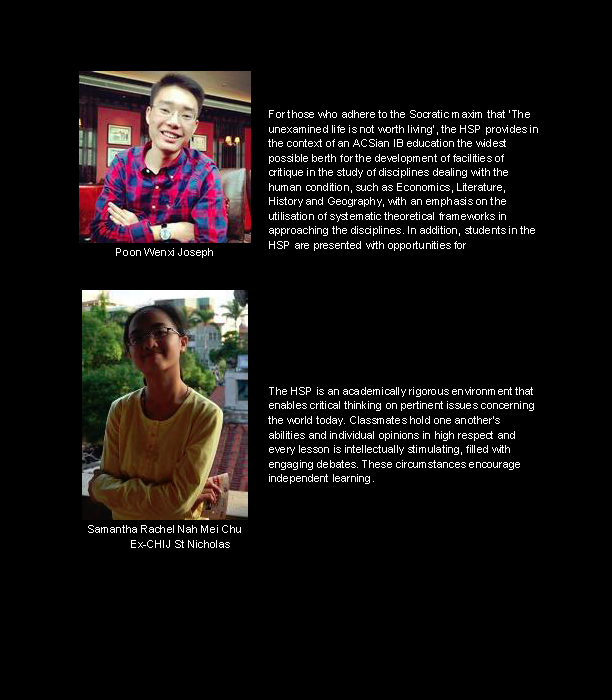 For those who adhere to the Socratic maxim that 'The
unexamined life is not worth living', the HSP provides in
the context of an ACSian IB education the widest
possible berth for the development of facilities of
critique in the study of disciplines dealing with the
human condition, such as Economics, Literature,
History and Geography, with an emphasis on the
utilisation of systematic theoretical frameworks in
approaching the disciplines. In addition, students in the
HSP are presented with opportunities for
Poon Wenxi Joseph
The HSP is an academically rigorous environment that
enables critical thinking on pertinent issues concerning
the world today. Classmates hold one another's
abilities and individual opinions in high respect and
every lesson is intellectually stimulating, filled with
engaging debates. These circumstances encourage
independent learning.
Samantha Rachel Nah Mei Chu
Ex-CHIJ St Nicholas